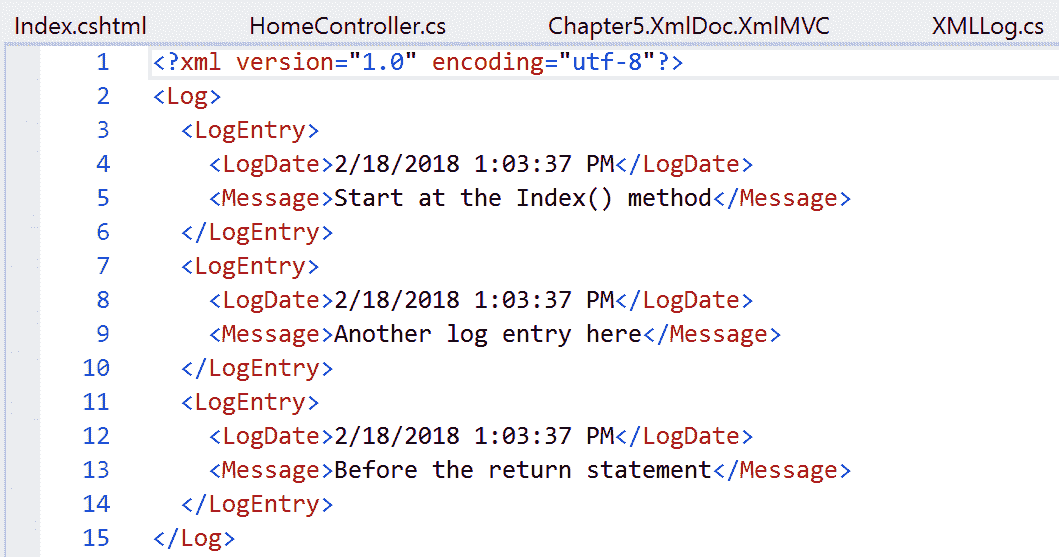 Index.cshtml HomeController.cs Chapter5.XmlDoc.XmlMVC XMLLog.cs
1 <?xml version="1.0" encoding="utf-8"?>
2 <Log>
3 <LogEntry>
4 <LogDate>2/18/2018 1:03:37 PM</LogDate>
5 <Message>Start at the Index() method</Message>
6 </LogEntry>
7 <LogEntry>
8 <LogDate>2/18/2018 1:03:37 PM</LogDate>
9 <Message>Another log entry here</Message>
10 </LogEntry>
11 <LogEntry>
12 <LogDate>2/18/2018 1:03:37 PM</LogDate>
13 <Message>Before the return statement</Message>
14 </LogEntry>
15 </Log>